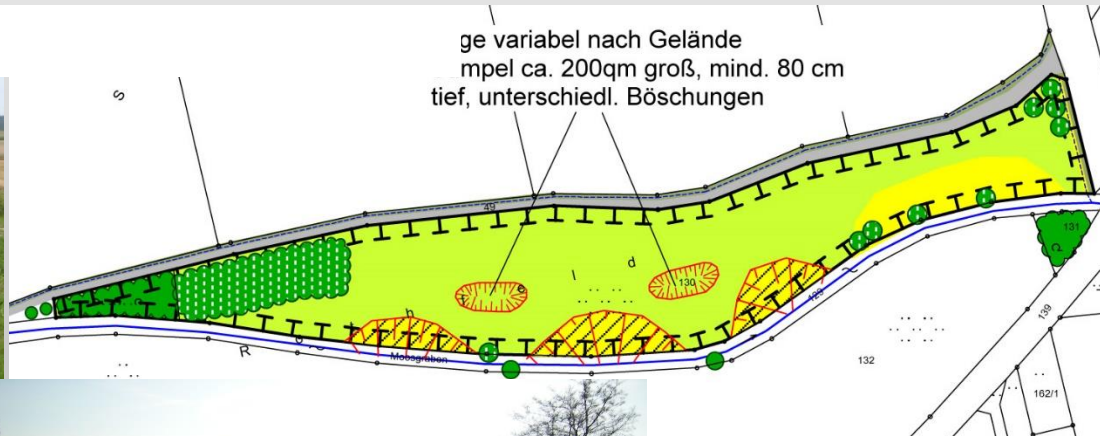 ge variabel nach Gelände
mpel ca. 200qm groß, mind. 80 cm
tief, unterschiedl. Böschungen
S
49
131
d
l
e
130
f
h
129
139
R
o
Moosgraben
132
162/1